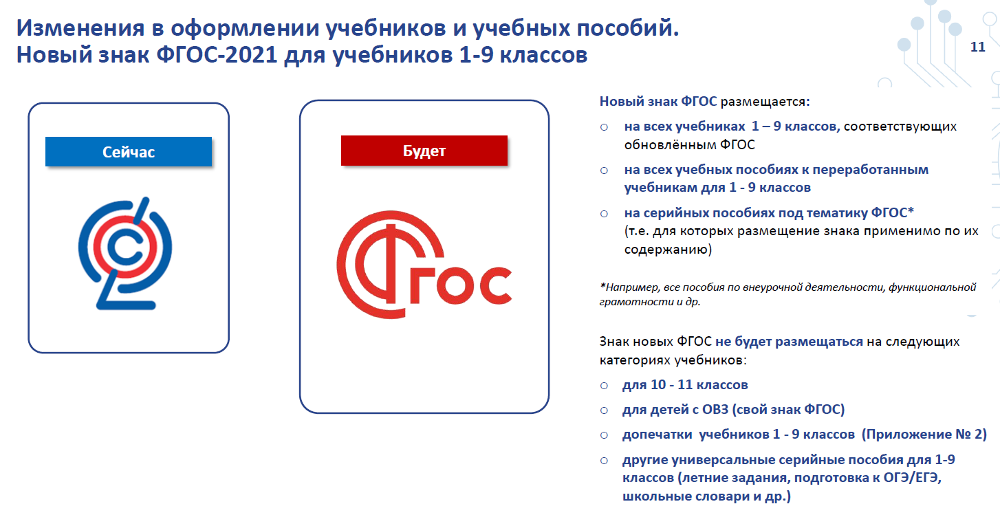 Изменения в оформлении учебников и учебных пособий.
Новый знак ФГОС-2021 для учебников 1-9 классов
11
Сейчас
Будет
С
ФГОС
Новый знак ФГОС размещается:
o на всех учебниках 1 – 9 классов, соответствующих
обновлённым ФГОС
o на всех учебных пособиях к переработанным
учебникам для 1 - 9 классов
o на серийных пособиях под тематику ФГОС*
(т.е. для которых размещение знака применимо по их
содержанию)
*Например, все пособия по внеурочной деятельности, функциональной
грамотности и др.
Знак новых ФГОС не будет размещаться на следующих
категориях учебников:
o для 10 - 11 классов
o для детей с ОВЗ (свой знак ФГОС)
o допечатки учебников 1 - 9 классов (Приложение № 2)
o другие универсальные серийные пособия для 1-9
классов (летние задания, подготовка к ОГЭ/ЕГЭ,
школьные словари и др.)